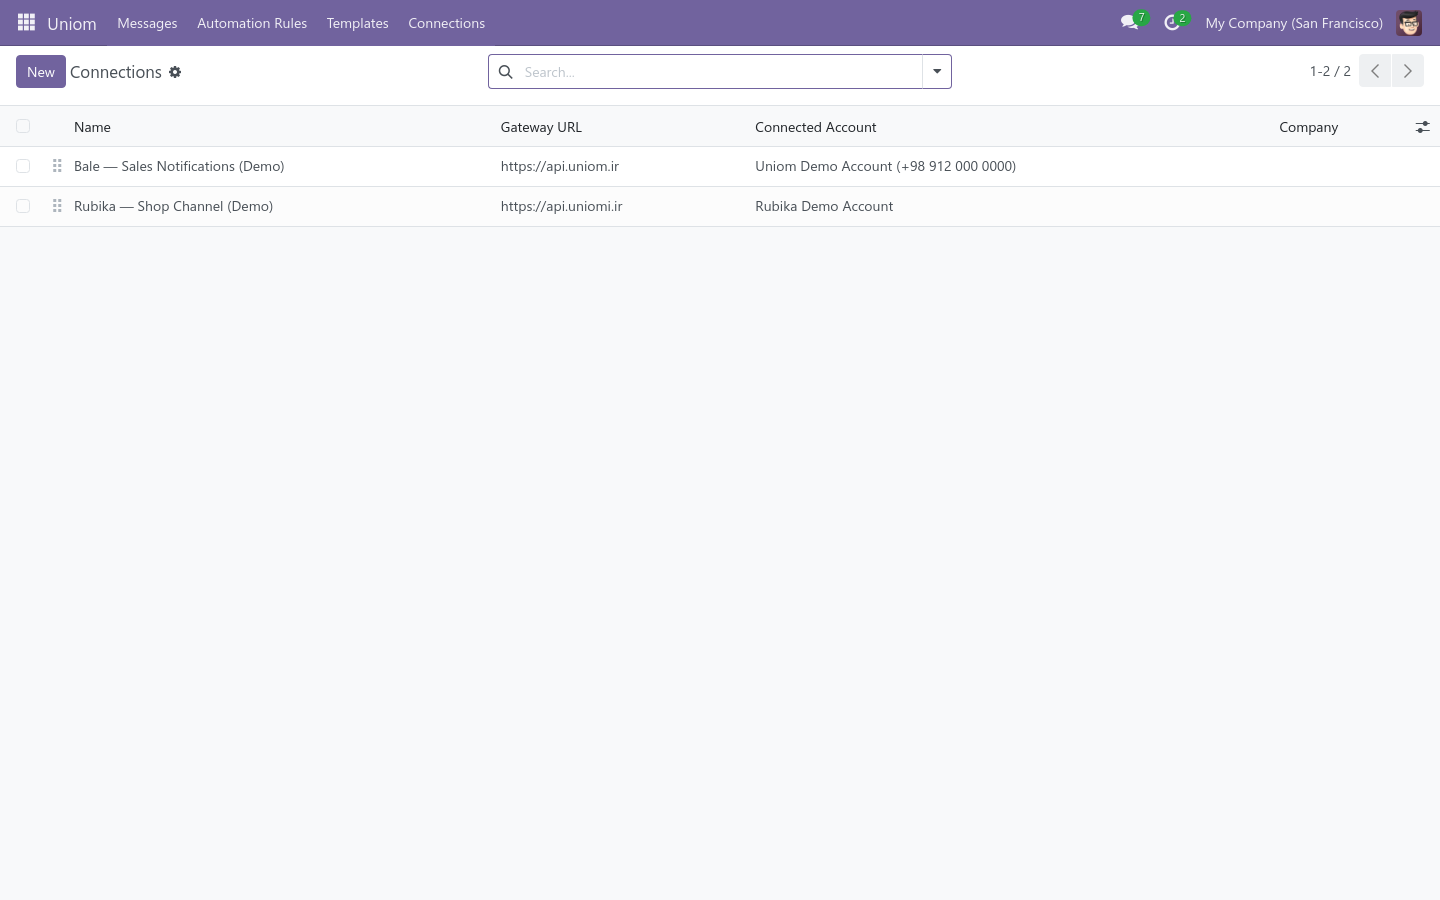 Uniom Messages Automation Rules Templates Connections 7 2 My Company (San Francisco)
New Connections Search... 1-2 / 2
Name Gateway URL Connected Account Company
Bale — Sales Notifications (Demo) https://api.uniom.ir Uniom Demo Account (+98 912 000 0000)
Rubika — Shop Channel (Demo) https://api.uniomi.ir Rubika Demo Account